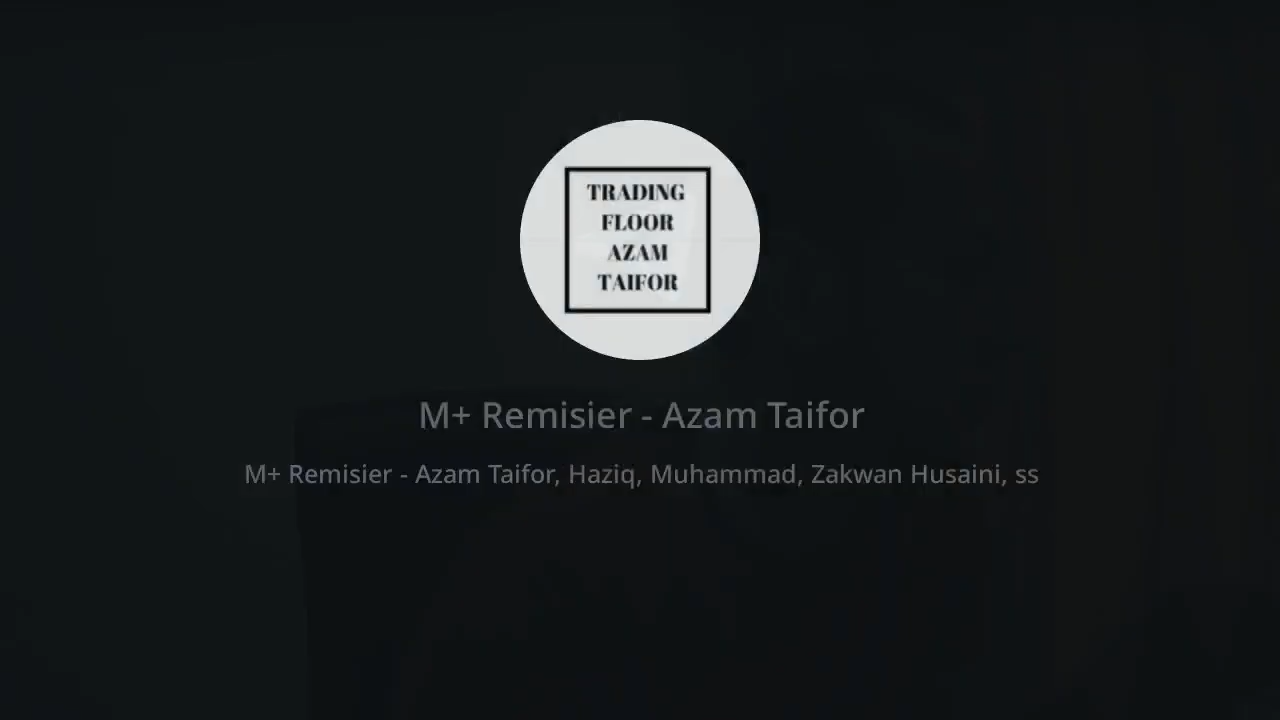 TRADING
FLOOR
AZAM
TAIFOR
M+ Remisier - Azam Taifor
M+ Remisier - Azam Taifor, Haziq, Muhammad, Zakwan Husaini, ss